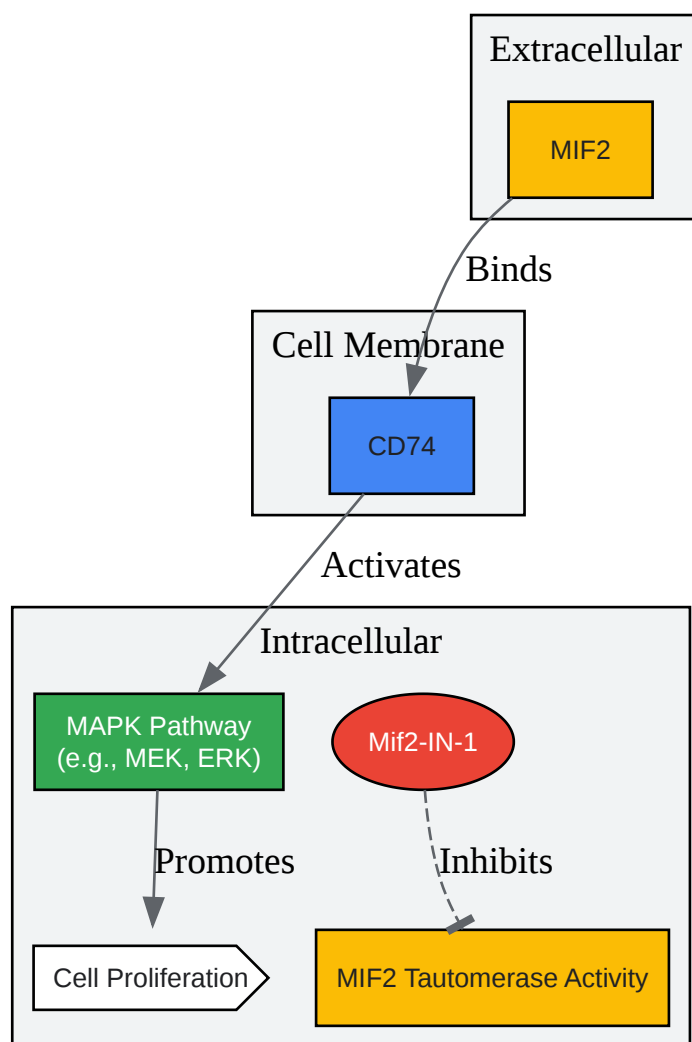 Extracellular
MIF2
Binds
Cell Membrane
CD74
Activates
Intracellular
MAPK Pathway
(e.g., MEK, ERK)
Mif2-IN-1
Promotes
Inhibits
Cell Proliferation
MIF2 Tautomerase Activity